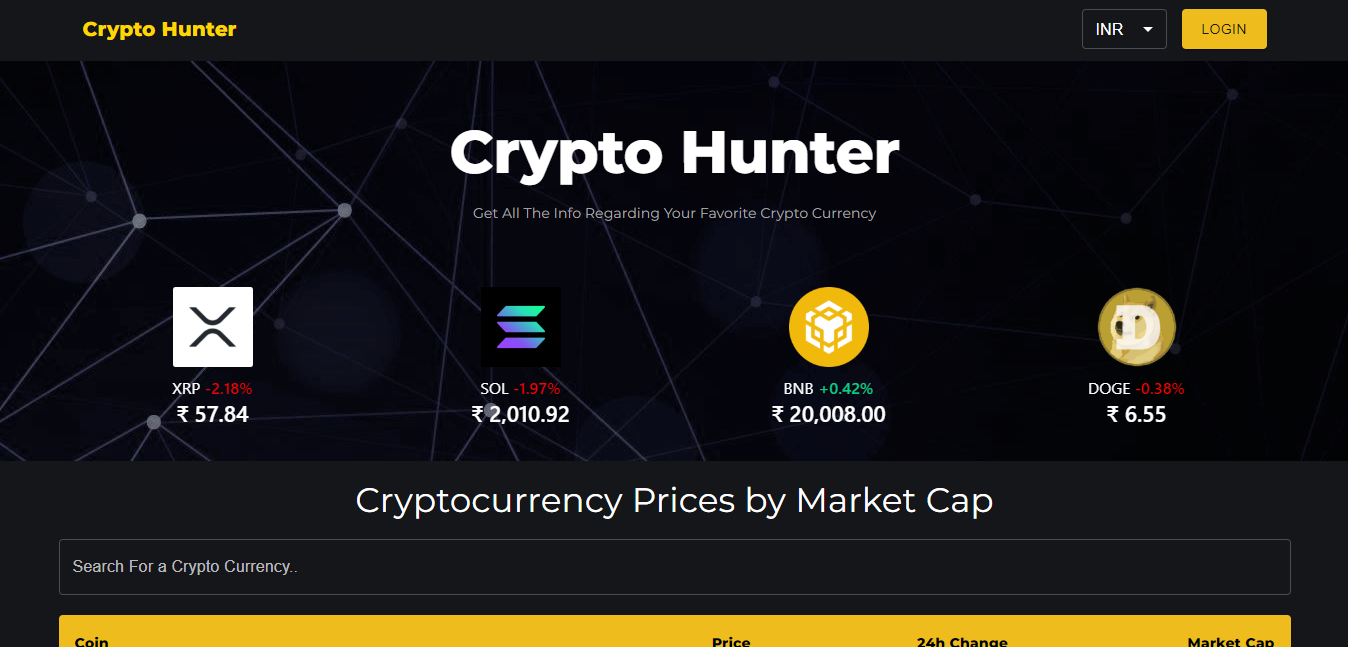 Crypto Hunter
INR
LOGIN
Crypto Hunter
Get All The Info Regarding Your Favorite Crypto Currency
XRP -2.18%
₹ 57.84
SOL -1.97%
₹ 2,010.92
BNB +0.42%
₹ 20,008.00
DOGE -0.38%
₹ 6.55
Cryptocurrency Prices by Market Cap
Search For a Crypto Currency..
Coin Price 24h Change Market Cap